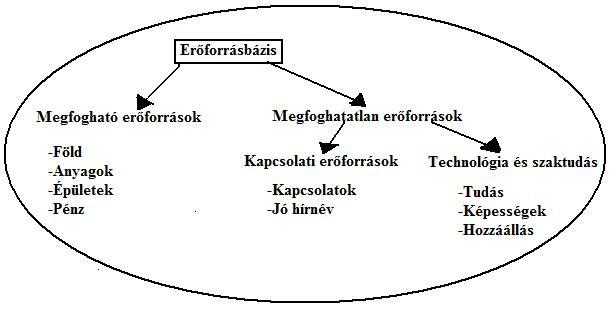 Erőforrásbázis
Megfogható erőforrások
-Föld
-Anyagok
-Épületek
-Pénz
Megfoghatatlan erőforrások
Kapcsolati erőforrások
-Kapcsolatok
-Jó hírnév
Technológia és szaktudás
-Tudás
-Képességek
-Hozzáállás